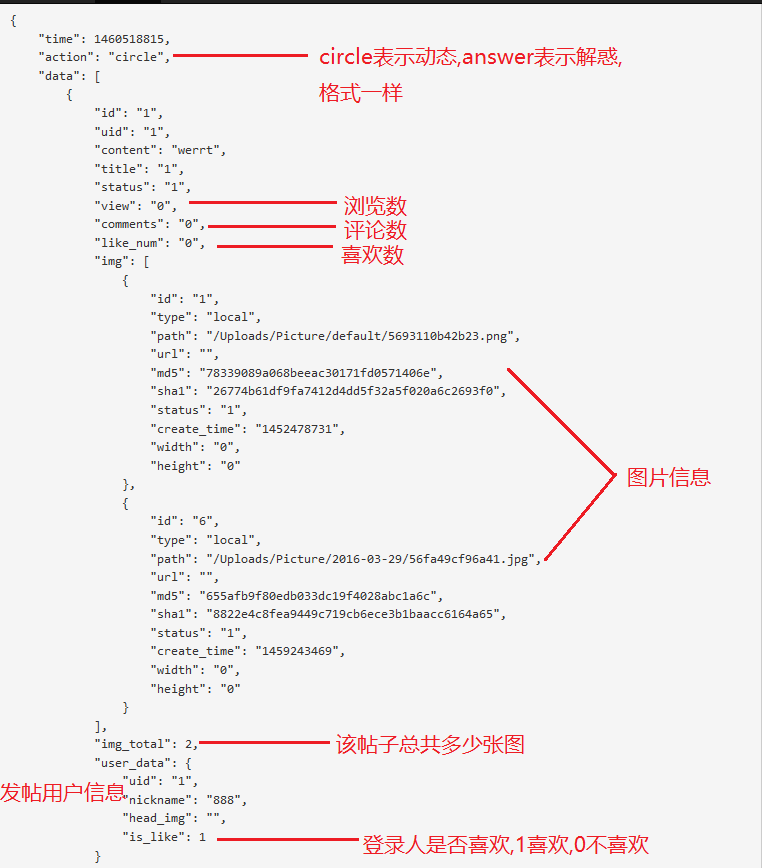 {
"time": 1460518815,
"action": "circle",
circle表示动态,answer表示解惑,
格式一样
"data": [
{
"id": "1",
"uid": "1",
"content": "werrt",
"title": "1",
"status": "1",
"view": "0", 浏览数
"comments": "0", 评论数
"like_num": "0", 喜欢数
"img": [
{
"id": "1",
"type": "local",
"path": "/Uploads/Picture/default/5693110b42b23.png",
"url": "",
"md5": "78339089a068beeac30171fd0571406e",
"sha1": "26774b61df9fa7412d4dd5f32a5f020a6c2693f0",
"status": "1",
"create_time": "1452478731",
"width": "0",
"height": "0"
图片信息
},
{
"id": "6",
"type": "local",
"path": "/Uploads/Picture/2016-03-29/56fa49cf96a41.jpg",
"url": "",
"md5": "655afb9f80edb033dc19f4028abc1a6c",
"sha1": "8822e4c8fea9449c719cb6ece3b1baacc6164a65",
"status": "1",
"create_time": "1459243469",
"width": "0",
"height": "0"
}
],
"img_total": 2, 该帖子总共多少张图
"user_data": {
发帖用户信息
"uid": "1",
"nickname": "888",
"head_img": "",
"is_like": 1 登录人是否喜欢,1喜欢,0不喜欢
}